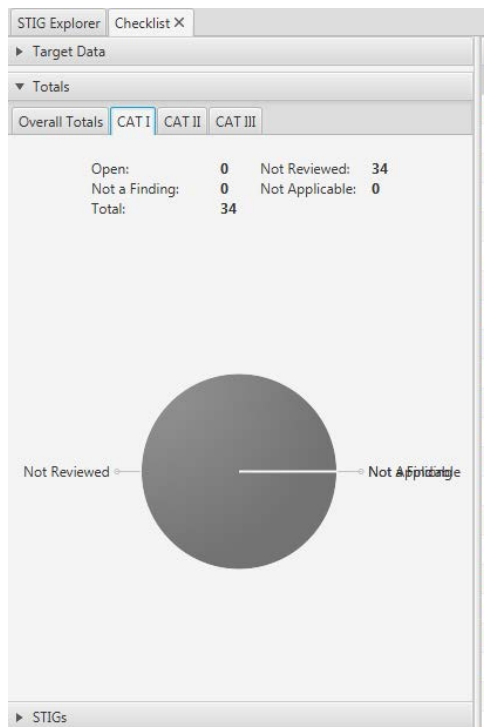 STIG Explorer Checklist ✕
Target Data
Totals
Overall Totals CAT I CAT II CAT III
Open: 0 Not Reviewed: 34
Not a Finding: 0 Not Applicable: 0
Total: 34
Not Reviewed
STIGs